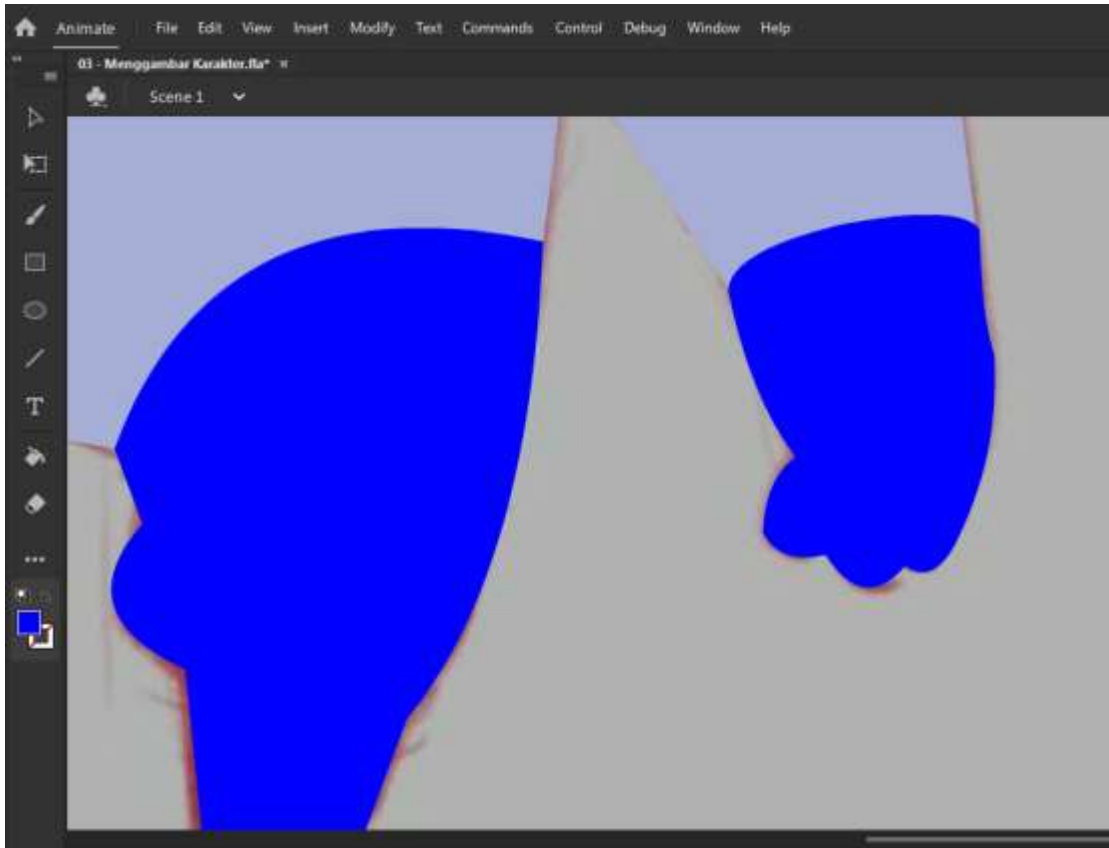 Animate File Edit View Insert Modify Text Commands Control Debug Window Help
03 - Menggambar Karakter.fla* ×
Scene 1
T